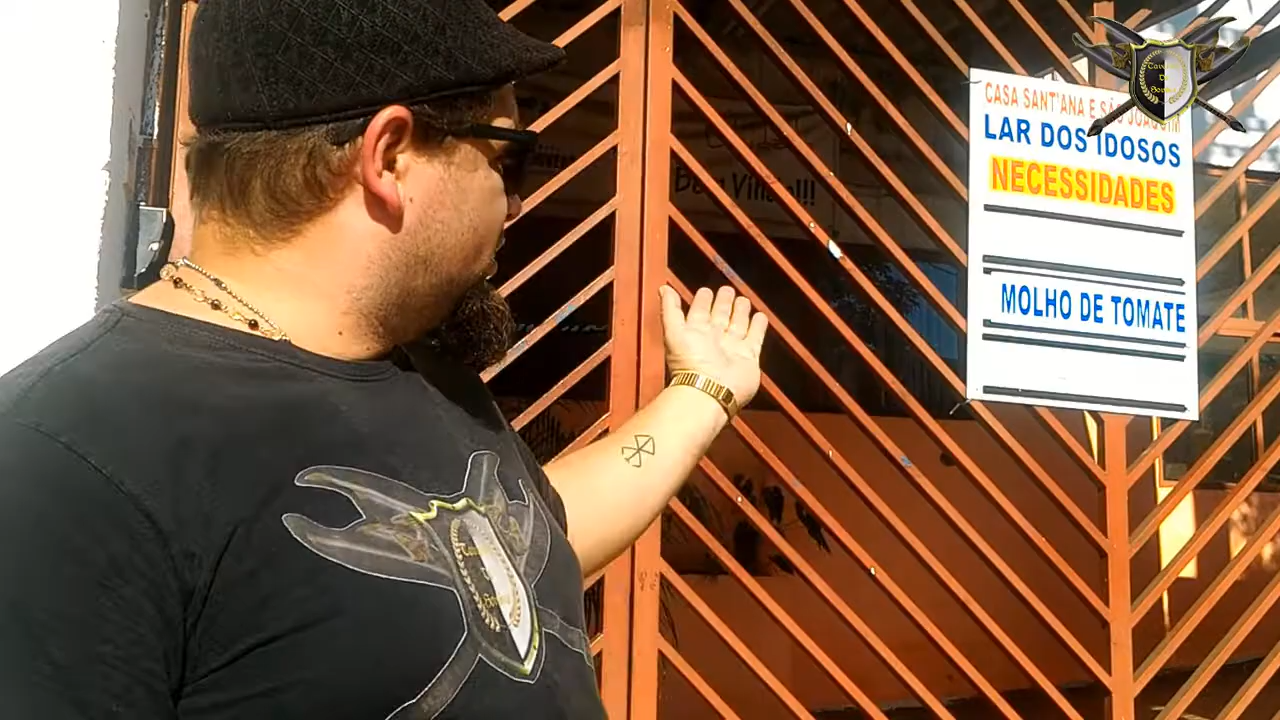 CASA SANT'ANA E SÃO JOAQUIM
LAR DOS IDOSOS
NECESSIDADES
MOLHO DE TOMATE